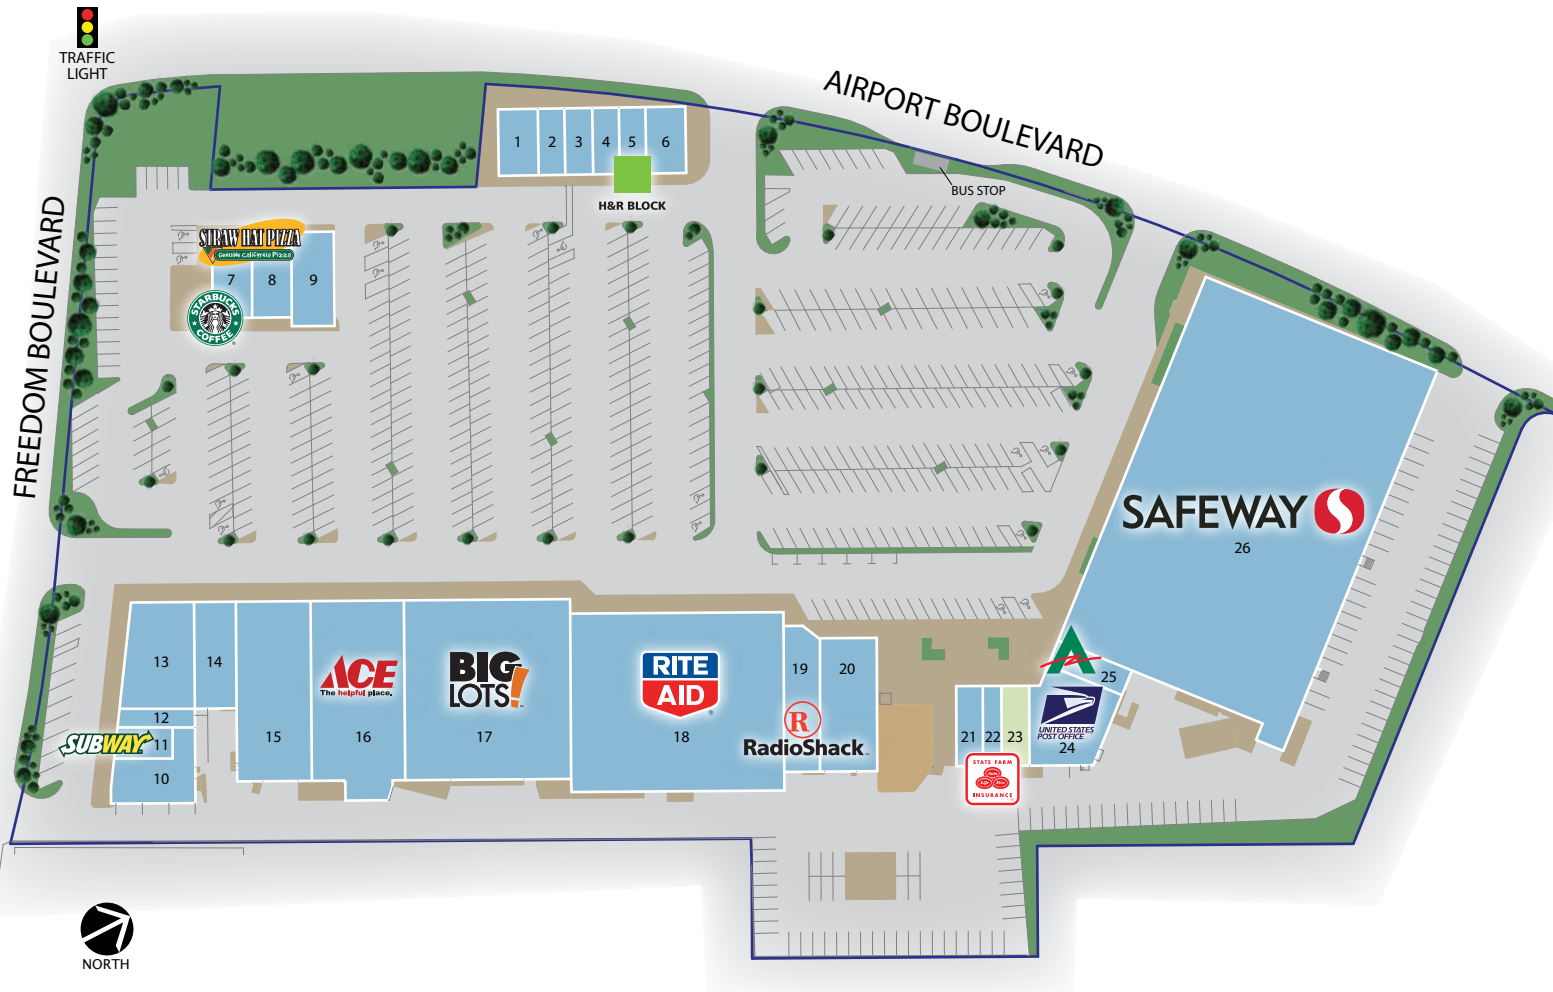 TRAFFIC
LIGHT
AIRPORT BOULEVARD
BUS STOP
FREEDOM BOULEVARD
1 2 3 4 5 6
H&R BLOCK
STRAW HAT PIZZA
Genuine California Pizza
7 8 9
STARBUCKS
COFFEE
SAFEWAY
26
13 14
12
SUBWAY
11
10
15
ACE
The helpful place.
16
BIG
LOTS!
17
RITE
AID
18
19 20
R
RadioShack
21 22 23
STATE FARM
INSURANCE
25
UNITED STATES
POST OFFICE
24
NORTH